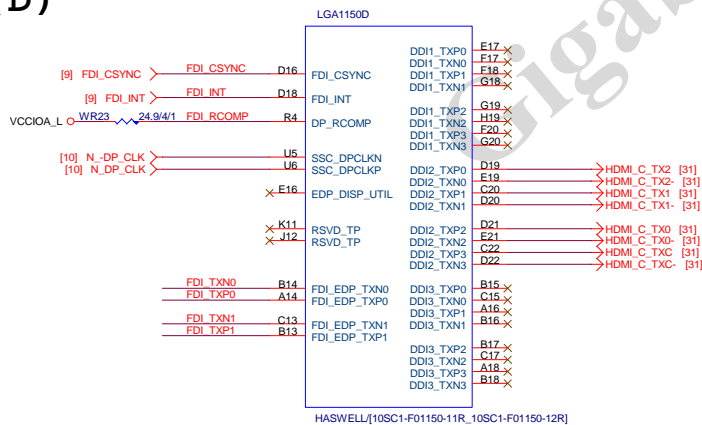 D)
Gigab
LGA1150D
[9] FDI_CSYNC FDI_CSYNC D16 FDI_CSYNC
[9] FDI_INT FDI_INT D18 FDI_INT
VCCIOA_L WR23 24.9/4/1 FDI_RCOMP R4 DP_RCOMP
[10] N_-DP_CLK U5 SSC_DPCLKN
[10] N_DP_CLK U6 SSC_DPCLKP
E16 EDP_DISP_UTIL
K11 RSVD_TP
J12 RSVD_TP
FDI_TXN0 B14 FDI_EDP_TXN0
FDI_TXP0 A14 FDI_EDP_TXP0
FDI_TXN1 C13 FDI_EDP_TXN1
FDI_TXP1 B13 FDI_EDP_TXP1
DDI1_TXP0 E17
DDI1_TXN0 F17
DDI1_TXP1 F18
DDI1_TXN1 G18
DDI1_TXP2 G19
DDI1_TXN2 H19
DDI1_TXP3 F20
DDI1_TXN3 G20
DDI2_TXP0 D19 HDMI_C_TX2 [31]
DDI2_TXN0 E19 HDMI_C_TX2- [31]
DDI2_TXP1 C20 HDMI_C_TX1 [31]
DDI2_TXN1 D20 HDMI_C_TX1- [31]
DDI2_TXP2 D21 HDMI_C_TX0 [31]
DDI2_TXN2 E21 HDMI_C_TX0- [31]
DDI2_TXP3 C22 HDMI_C_TXC [31]
DDI2_TXN3 D22 HDMI_C_TXC- [31]
DDI3_TXP0 B15
DDI3_TXN0 C15
DDI3_TXP1 A16
DDI3_TXN1 B16
DDI3_TXP2 B17
DDI3_TXN2 C17
DDI3_TXP3 A18
DDI3_TXN3 B18
HASWELL/[10SC1-F01150-11R_10SC1-F01150-12R]